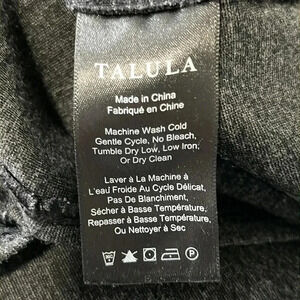 TALULA
Made in China
Fabriqué en Chine
Machine Wash Cold
Gentle Cycle, No Bleach,
Tumble Dry Low, Low Iron,
Or Dry Clean
Laver À La Machine À
L'eau Froide Au Cycle Délicat,
Pas De Blanchiment,
Sécher à Basse Température,
Repasser à Basse Température,
Ou Nettoyer à Sec